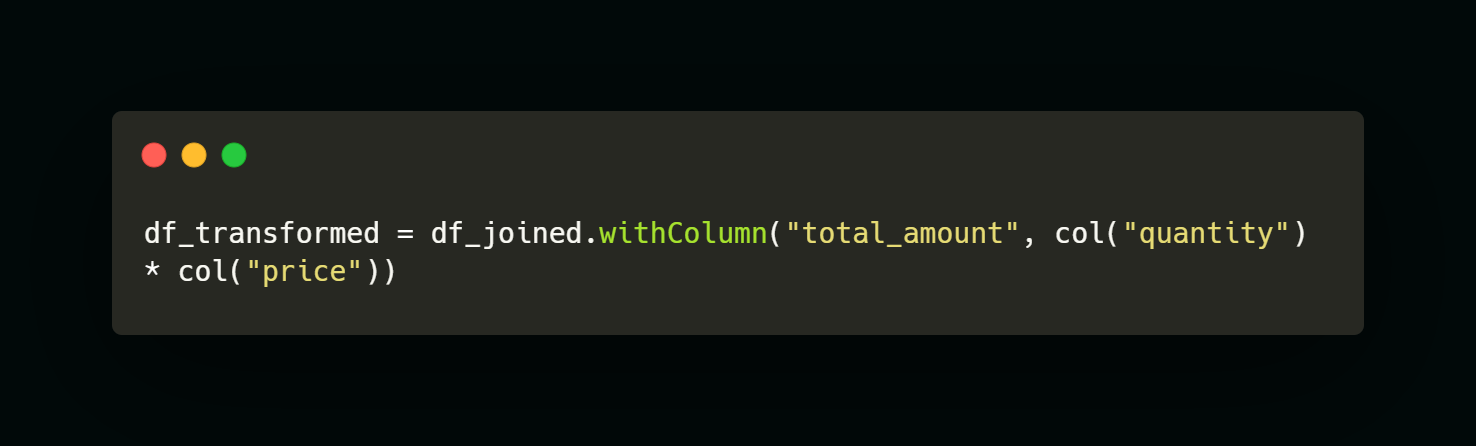 df_transformed = df_joined.withColumn("total_amount", col("quantity")
* col("price"))